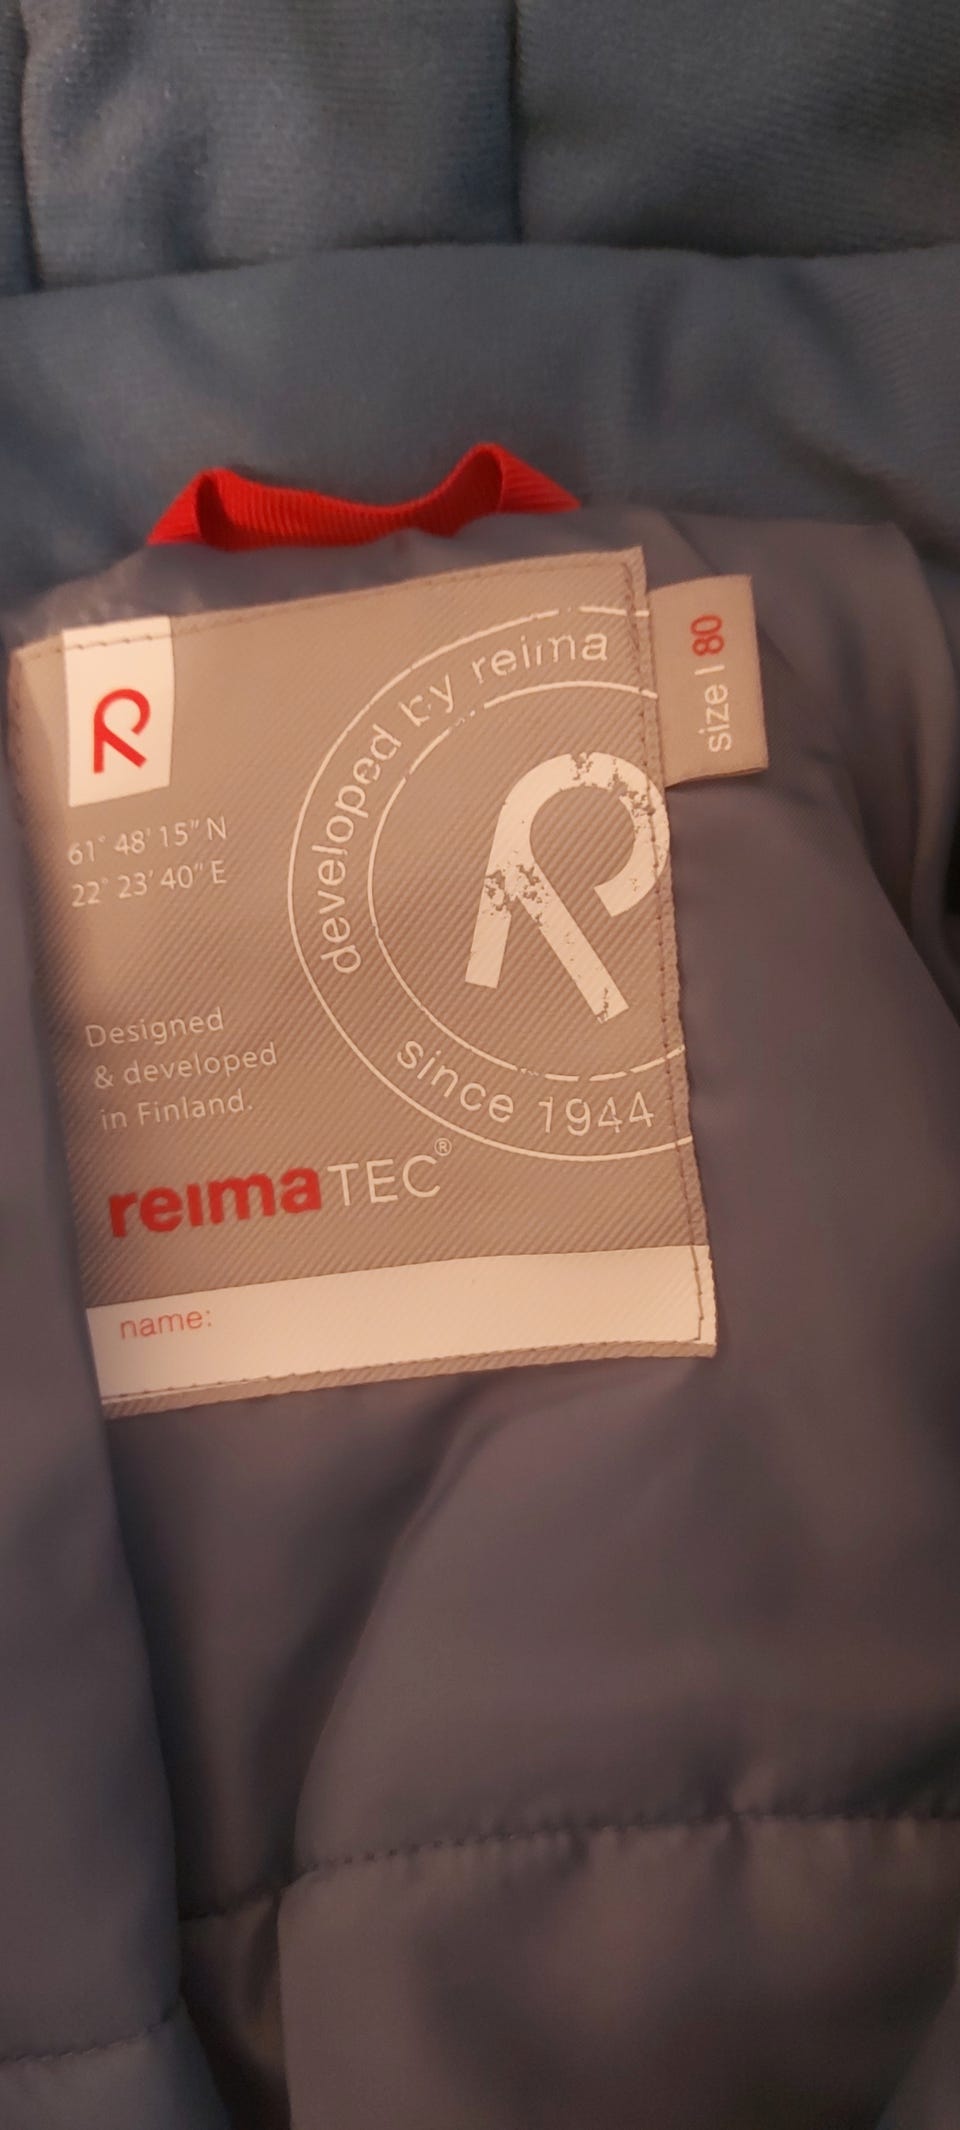 61° 48' 15" N
22° 23' 40" E
Designed
& developed
in Finland.
developed by reima
since 1944
reimaTEC®
name:
size | 80